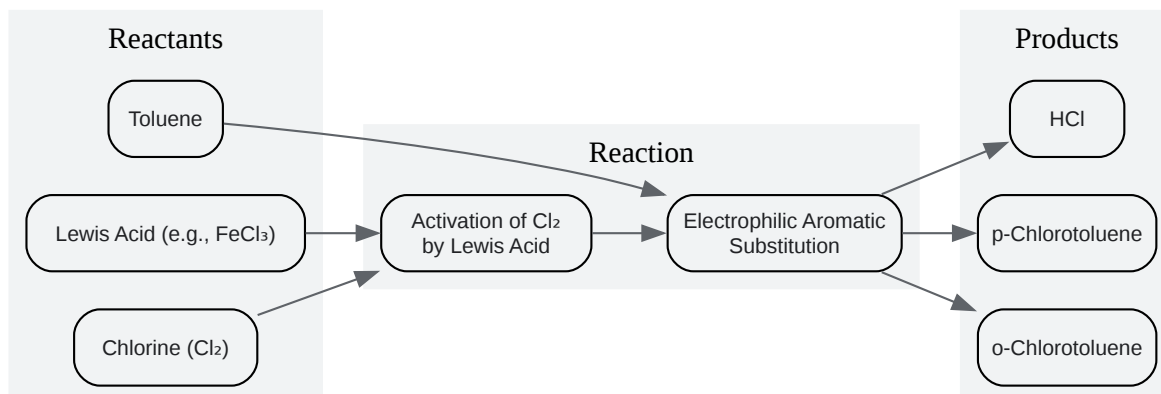 Reactants
Toluene
Lewis Acid (e.g., FeCl₃)
Chlorine (Cl₂)
Reaction
Activation of Cl₂
by Lewis Acid
Electrophilic Aromatic
Substitution
Products
HCl
p-Chlorotoluene
o-Chlorotoluene